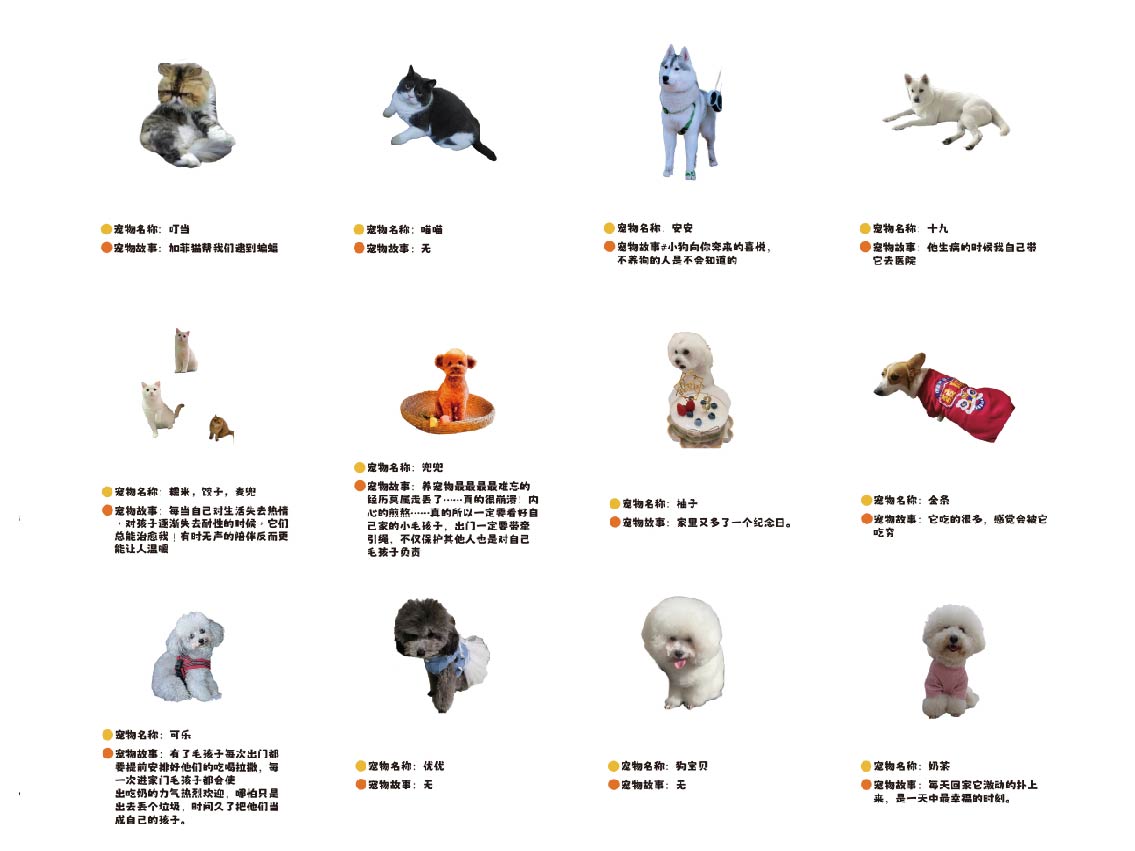 宠物名称：叮当
宠物故事：加菲猫帮我们逮到蝙蝠
宠物名称：喵喵
宠物故事：无
宠物名称：安安
宠物故事：小狗向你奔来的喜悦，
不养狗的人是不会知道的
宠物名称：十九
宠物故事：他生病的时候我自己带
它去医院
宠物名称：糯米，饺子，麦兜
宠物故事：每当自己对生活失去热情
，对孩子逐渐失去耐性的时候，它们
总能治愈我！有时无声的陪伴反而更
能让人温暖
宠物名称：兜兜
宠物故事：养宠物最最最最难忘的
经历莫属走丢了……真的很崩溃！内
心的煎熬……真的所以一定要看好自
己家的小毛孩子，出门一定要带牵
引绳，不仅保护其他人也是对自己
毛孩子负责
宠物名称：柚子
宠物故事：家里又多了一个纪念日。
宠物名称：金条
宠物故事：它吃的很多，感觉会被它
吃穷
宠物名称：可乐
宠物故事：有了毛孩子每次出门都
要提前安排好他们的吃喝拉撒，每
一次进家门毛孩子都会使
出吃奶的力气热烈欢迎，哪怕只是
出去丢个垃圾，时间久了把他们当
成自己的孩子。
宠物名称：优优
宠物故事：无
宠物名称：狗宝贝
宠物故事：无
宠物名称：奶茶
宠物故事：每天回家它激动的扑上
来，是一天中最幸福的时刻。